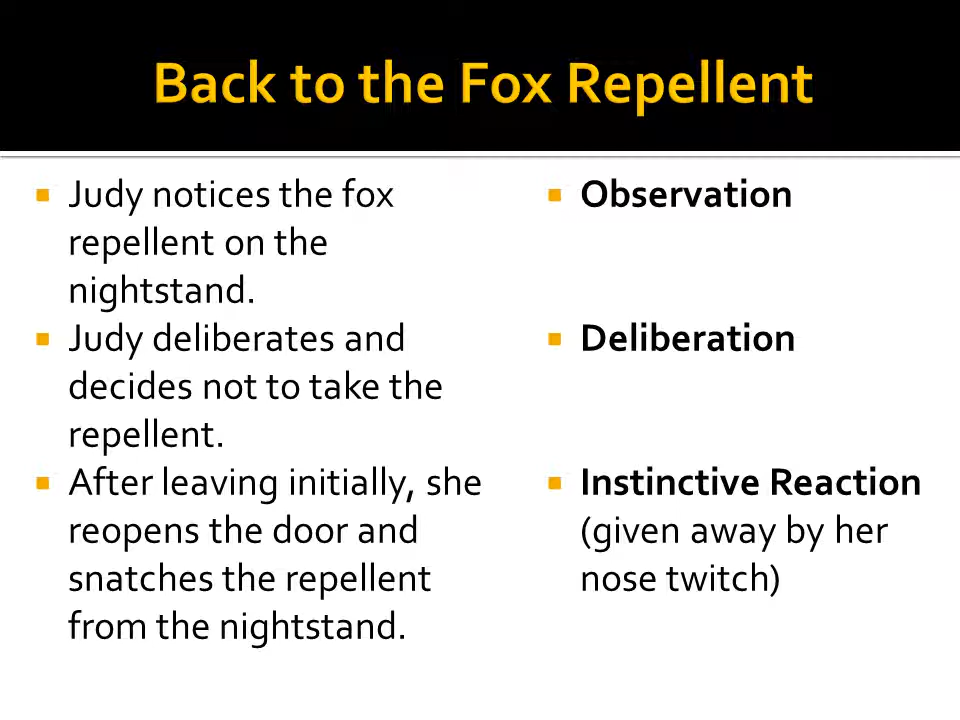 Back to the Fox Repellent
Judy notices the fox
repellent on the
nightstand.
Judy deliberates and
decides not to take the
repellent.
After leaving initially, she
reopens the door and
snatches the repellent
from the nightstand.
Observation
Deliberation
Instinctive Reaction
(given away by her
nose twitch)